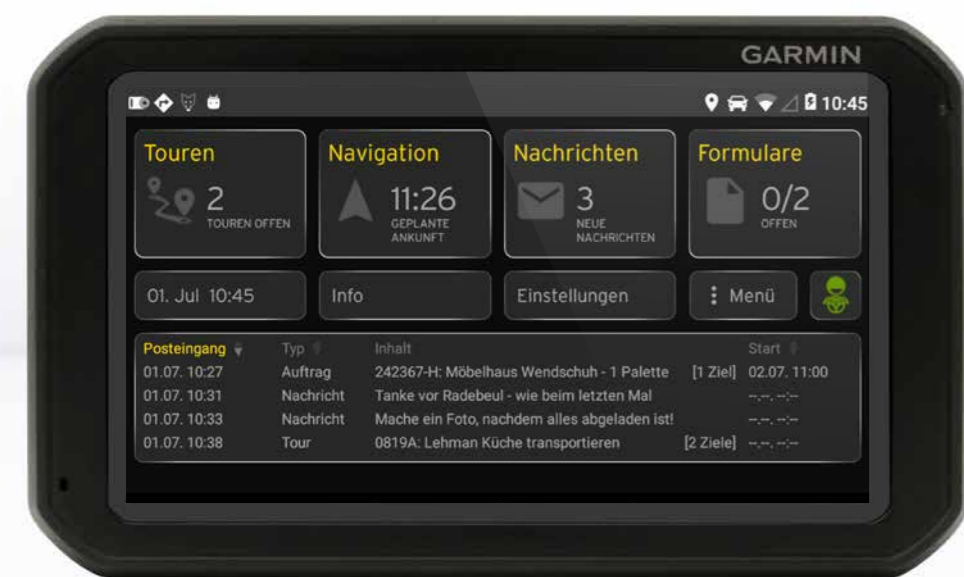 GARMIN
10:45
Touren
2
TOUREN OFFEN
Navigation
11:26
GEPLANTE
ANKUNFT
Nachrichten
3
NEUE
NACHRICHTEN
Formulare
0/2
OFFEN
01. Jul 10:45
Info
Einstellungen
Menü
Posteingang Typ Inhalt Start
01.07. 10:27 Auftrag 242367-H: Möbelhaus Wendschuh - 1 Palette [1 Ziel] 02.07. 11:00
01.07. 10:31 Nachricht Tanke vor Radebeul - wie beim letzten Mal --.--. --:--
01.07. 10:33 Nachricht Mache ein Foto, nachdem alles abgeladen ist! --.--. --:--
01.07. 10:38 Tour 0819A: Lehman Küche transportieren [2 Ziele] --.--. --:--